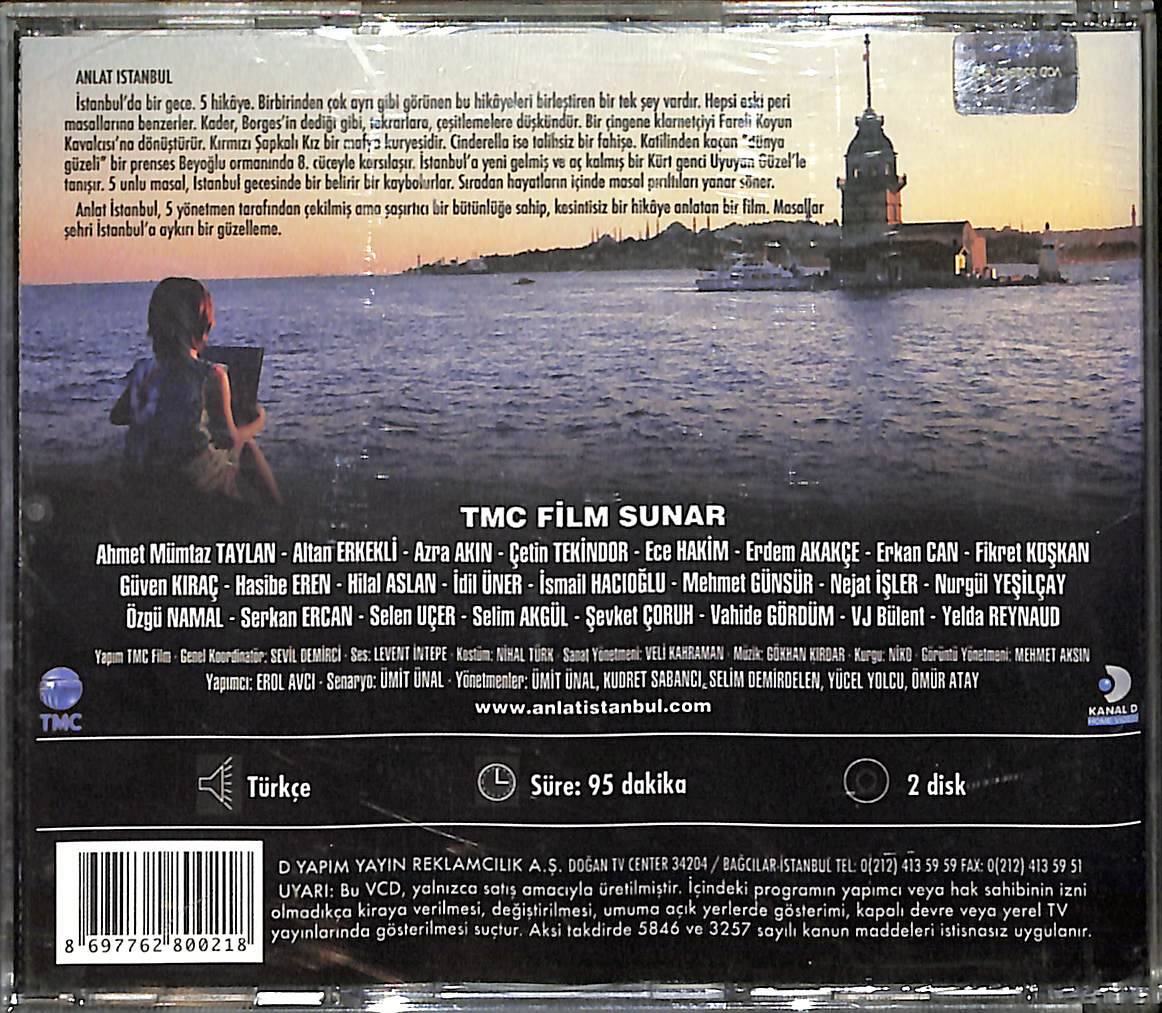 ANLAT ISTANBUL
İstanbul'da bir gece. 5 hikâye. Birbirinden çok ayrı gibi görünen bu hikâyeleri birleştiren bir tek şey vardır. Hepsi eski peri
masallarına benzerler. Kader, Borges'in dediği gibi, tekrarlara, çeşitlemelere düşkündür. Bir çingene klarnetçiyi Fareli Köyün
Kavalcısı'na dönüştürür. Kırmızı Şapkalı Kız bir mafya kuryesidir. Cinderella ise talihsiz bir fahişe. Katilinden kaçan "dünya
güzeli" bir prenses Beyoğlu ormanında 8. cüceyle karşılaşır. İstanbul'a yeni gelmiş ve aç kalmış bir Kürt genci Uyuyan Güzel'le
tanışır. 5 ünlü masal, İstanbul gecesinde bir belirir bir kaybolurlar. Sıradan hayatların içinde masal pırıltıları yanar söner.
Anlat İstanbul, 5 yönetmen tarafından çekilmiş ama şaşırtıcı bir bütünlüğe sahip, kesintisiz bir hikâye anlatan bir film. Masallar
şehri İstanbul'a aykırı bir güzelleme.
TMC FİLM SUNAR
Ahmet Mümtaz TAYLAN - Altan ERKEKLİ - Azra AKIN - Çetin TEKİNDOR - Ece HAKİM - Erdem AKAKÇE - Erkan CAN - Fikret KUŞKAN
Güven KIRAÇ - Hasibe EREN - Hilal ASLAN - İdil ÜNER - İsmail HACIOĞLU - Mehmet GÜNSÜR - Nejat İŞLER - Nurgül YEŞİLÇAY
Özgü NAMAL - Serkan ERCAN - Selen UÇER - Selim AKGÜL - Şevket ÇORUH - Vahide GÖRDÜM - VJ Bülent - Yelda REYNAUD
Yapım TMC Film · Genel Koordinatör: SEVİL DEMİRCİ · Ses: LEVENT İNTEPE · Kostüm: NİHAL TÜRK · Sanat Yönetmeni: VELİ KAHRAMAN · Müzik: GÖKHAN KIRDAR · Kurgu: NİKO · Görüntü Yönetmeni: MEHMET AKSIN
Yapımcı: EROL AVCI · Senaryo: ÜMİT ÜNAL · Yönetmenler: ÜMİT ÜNAL, KUDRET SABANCI, SELİM DEMİRDELEN, YÜCEL YOLCU, ÖMÜR ATAY
www.anlatistanbul.com
TMC
KANAL D
HOME VIDEO
Türkçe
Süre: 95 dakika
2 disk
D YAPIM YAYIN REKLAMCILIK A.Ş. DOĞAN TV CENTER 34204 / BAĞCILAR-İSTANBUL TEL: 0(212) 413 59 59 FAX: 0(212) 413 59 51
UYARI: Bu VCD, yalnızca satış amacıyla üretilmiştir. İçindeki programın yapımcı veya hak sahibinin izni
olmadıkça kiraya verilmesi, değiştirilmesi, umuma açık yerlerde gösterimi, kapalı devre veya yerel TV
yayınlarında gösterilmesi suçtur. Aksi takdirde 5846 ve 3257 sayılı kanun maddeleri istisnasız uygulanır.
8 697762 800218